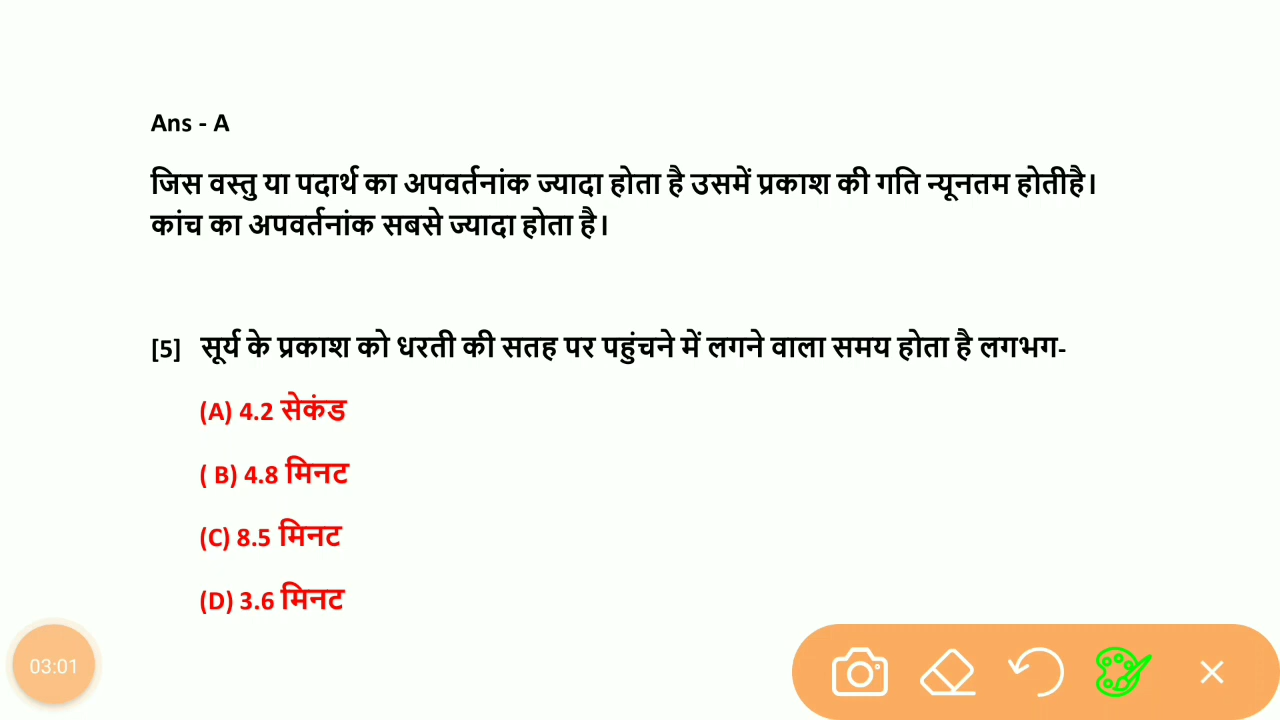 Ans - A
जिस वस्तु या पदार्थ का अपवर्तनांक ज्यादा होता है उसमें प्रकाश की गति न्यूनतम होतीहै।
कांच का अपवर्तनांक सबसे ज्यादा होता है।
[5] सूर्य के प्रकाश को धरती की सतह पर पहुंचने में लगने वाला समय होता है लगभग-
(A) 4.2 सेकंड
( B) 4.8 मिनट
(C) 8.5 मिनट
(D) 3.6 मिनट
03:01